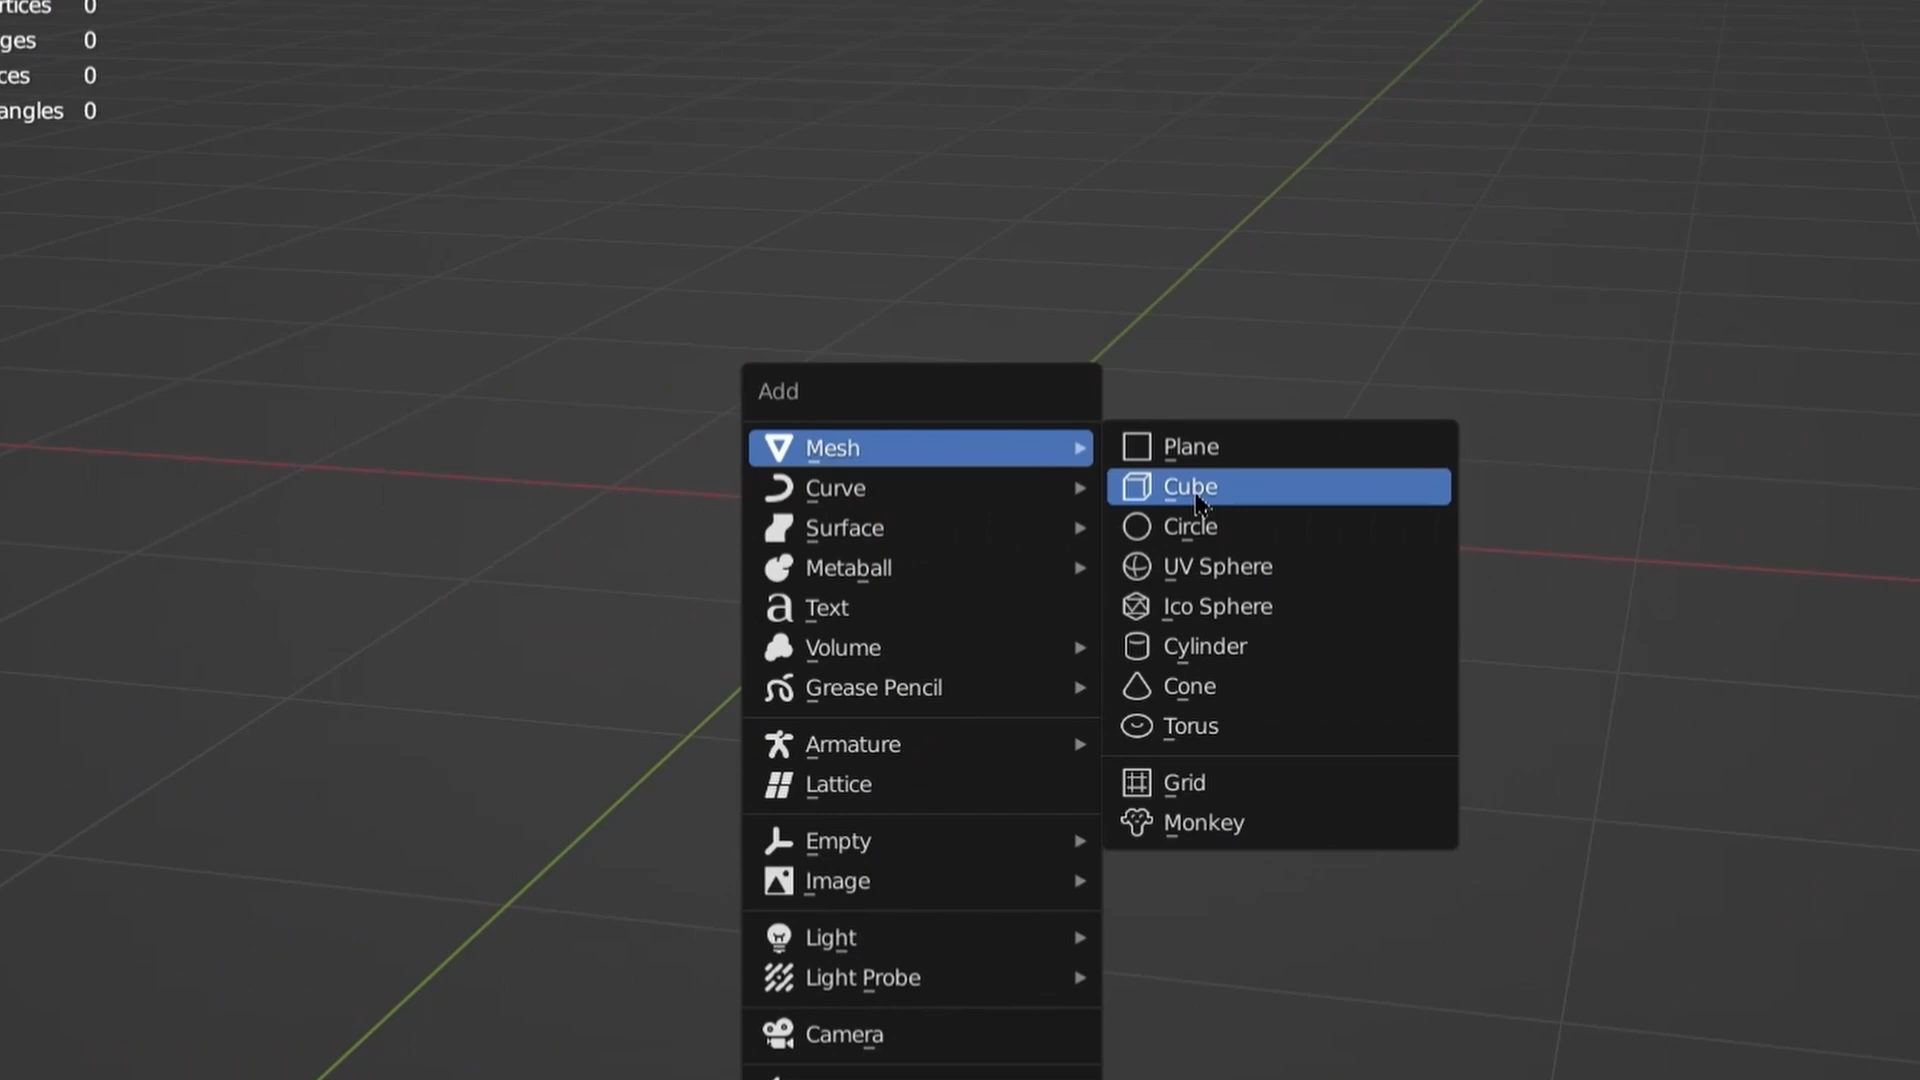 rtices 0
ges 0
ces 0
angles 0
Add
Mesh
Curve
Surface
Metaball
Text
Volume
Grease Pencil
Armature
Lattice
Empty
Image
Light
Light Probe
Camera
Plane
Cube
Circle
UV Sphere
Ico Sphere
Cylinder
Cone
Torus
Grid
Monkey